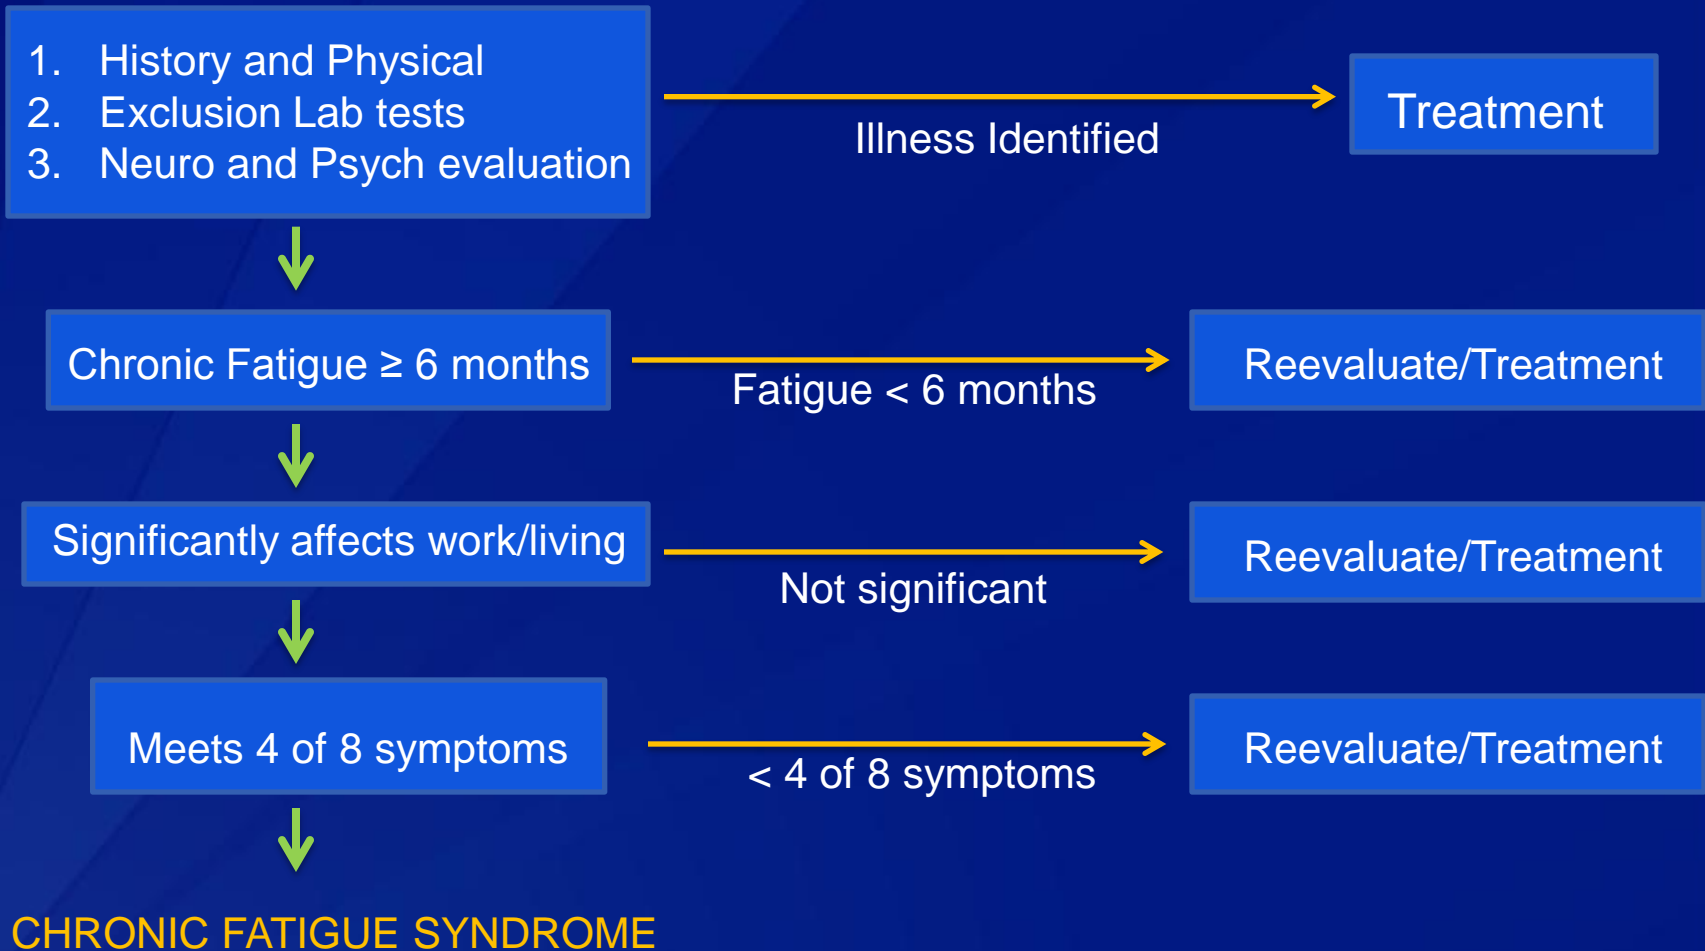 1. History and Physical
2. Exclusion Lab tests
3. Neuro and Psych evaluation
Illness Identified
Treatment
Chronic Fatigue ≥ 6 months
Fatigue < 6 months
Reevaluate/Treatment
Significantly affects work/living
Not significant
Reevaluate/Treatment
Meets 4 of 8 symptoms
< 4 of 8 symptoms
Reevaluate/Treatment
CHRONIC FATIGUE SYNDROME